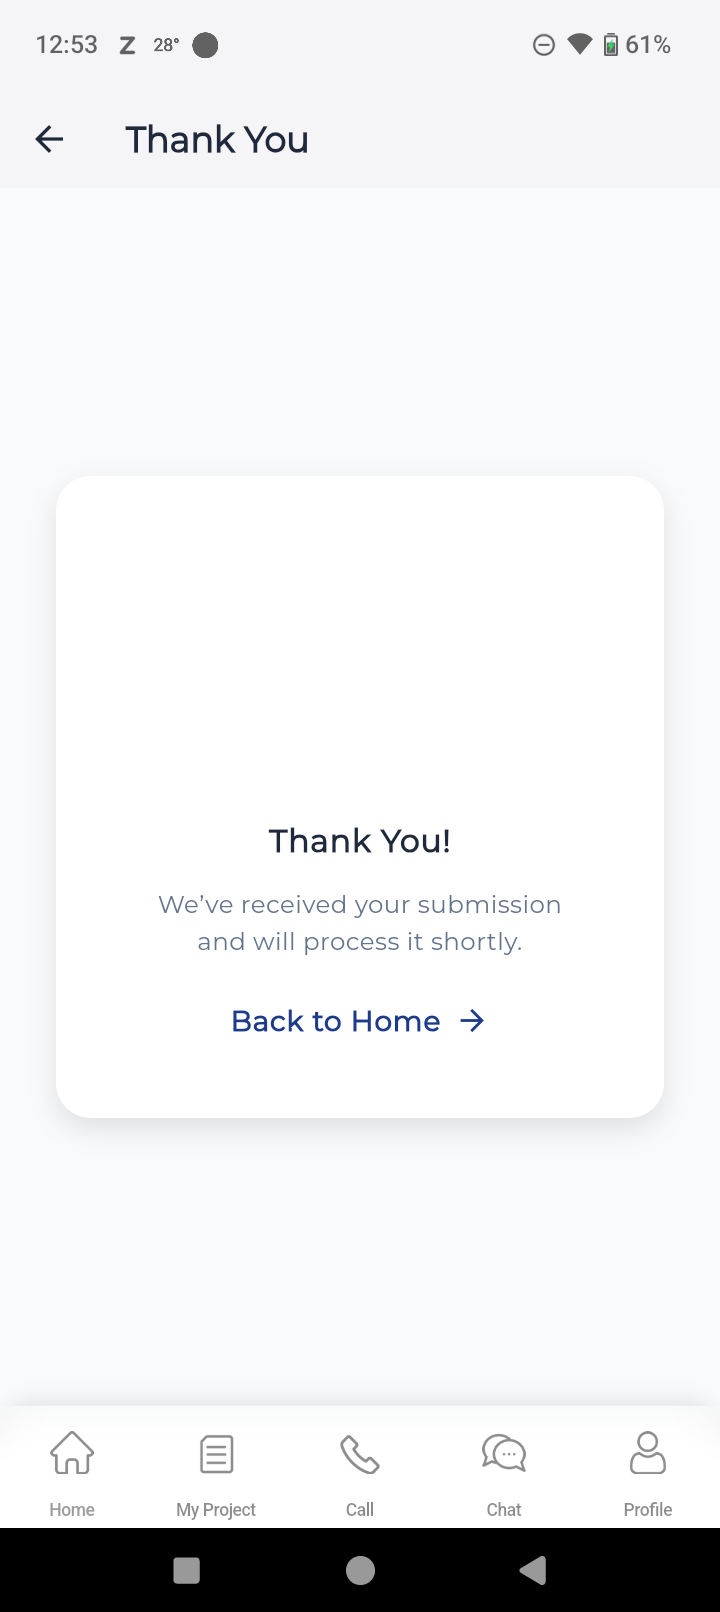 12:53 Z 28° 61%
Thank You
Thank You!
We’ve received your submission
and will process it shortly.
Back to Home
Home My Project Call Chat Profile